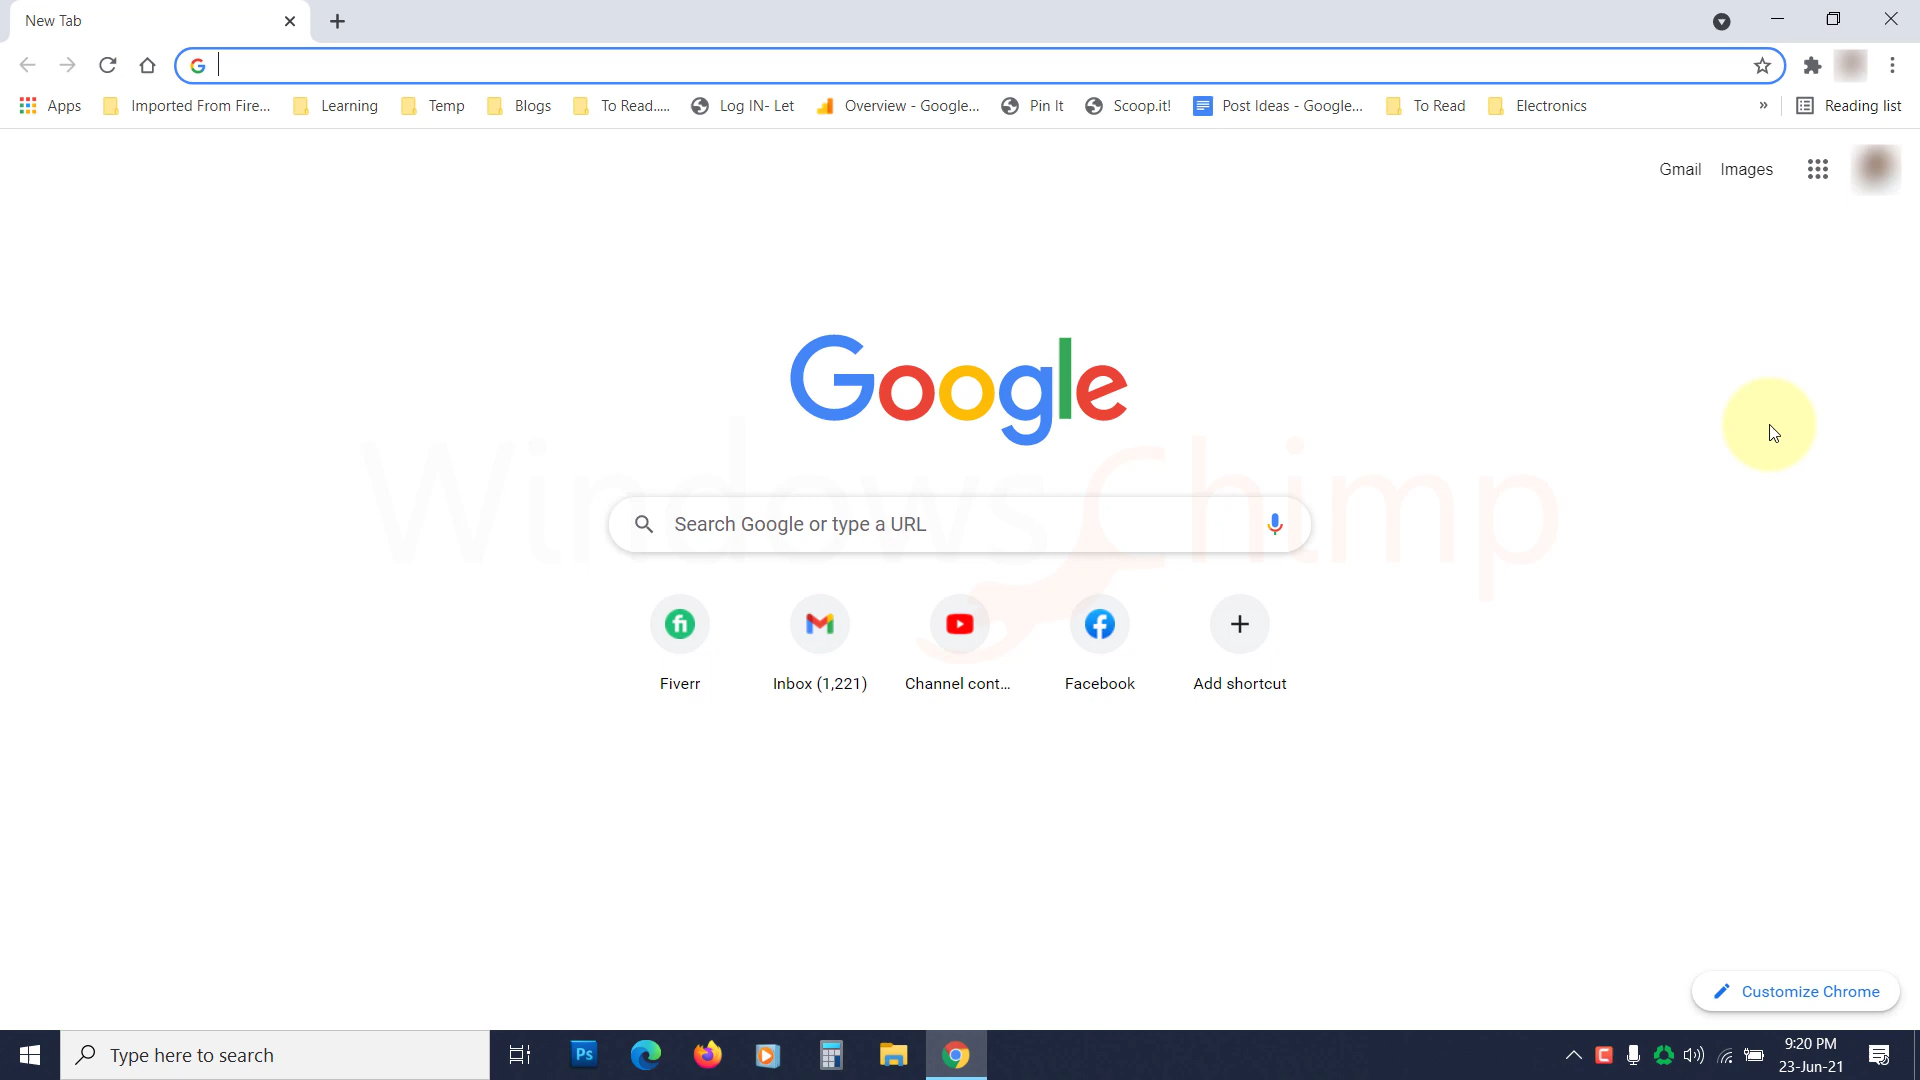 New Tab
Apps Imported From Fire... Learning Temp Blogs To Read..... Log IN- Let Overview - Google... Pin It Scoop.it! Post Ideas - Google... To Read Electronics » Reading list
Gmail Images
Google
WindowsChimp
Search Google or type a URL
Fiverr Inbox (1,221) Channel cont... Facebook Add shortcut
Customize Chrome
Type here to search
Ps
9:20 PM
23-Jun-21